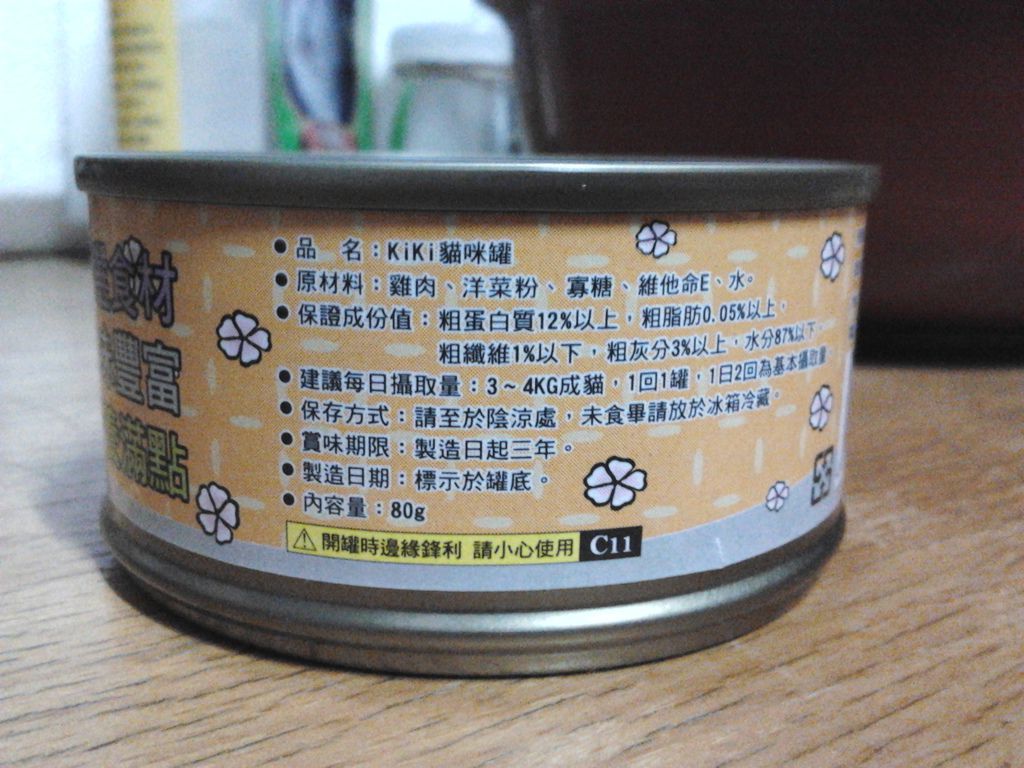 食材
豐富
滿點
●品 名：KiKi貓咪罐
●原材料：雞肉、洋菜粉、寡糖、維他命E、水。
●保證成份值：粗蛋白質12%以上，粗脂肪0.05%以上，
粗纖維1%以下，粗灰分3%以上，水分87%以下。
●建議每日攝取量：3～4KG成貓，1回1罐，1日2回為基本攝取量
●保存方式：請至於陰涼處，未食畢請放於冰箱冷藏。
●賞味期限：製造日起三年。
●製造日期：標示於罐底。
●內容量：80g
開罐時邊緣鋒利 請小心使用 C11